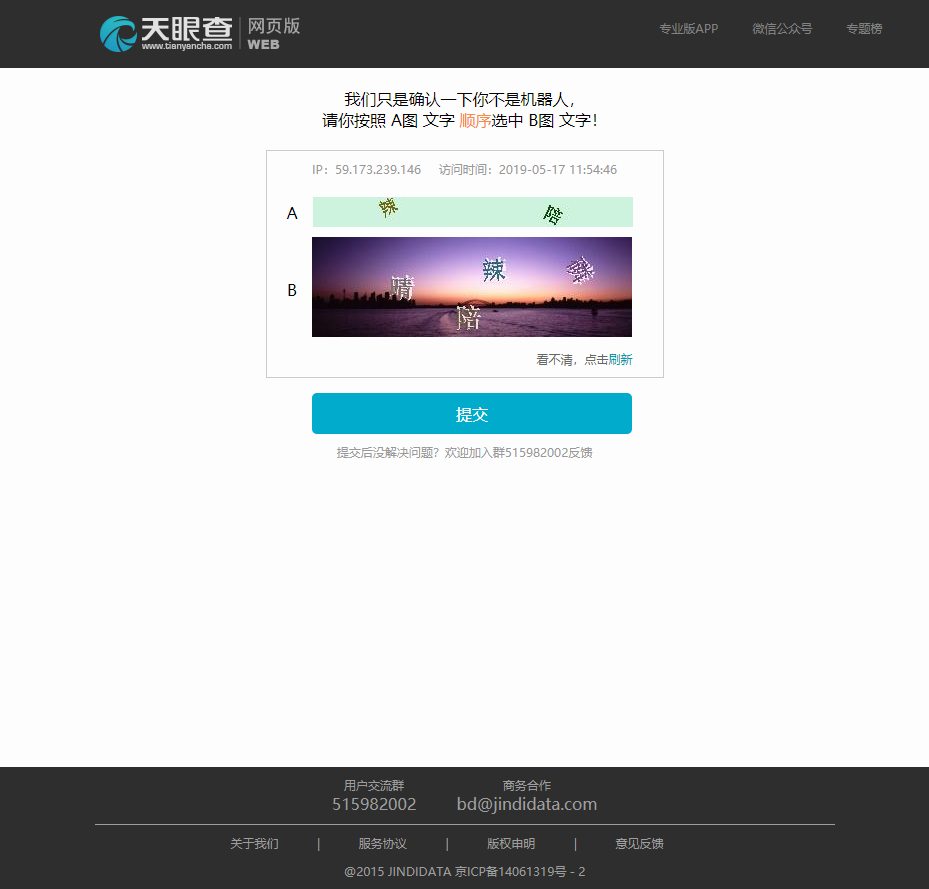 天眼查 网页版
www.tianyancha.com WEB
专业版APP 微信公众号 专题榜
我们只是确认一下你不是机器人，
请你按照 A图 文字 顺序选中 B图 文字！
IP：59.173.239.146 访问时间：2019-05-17 11:54:46
A
辣 陪
B
晴 辣
陪
看不清，点击刷新
提交
提交后没解决问题？欢迎加入群515982002反馈
用户交流群 商务合作
515982002 bd@jindidata.com
关于我们 | 服务协议 | 版权申明 | 意见反馈
@2015 JINDIDATA 京ICP备14061319号 - 2